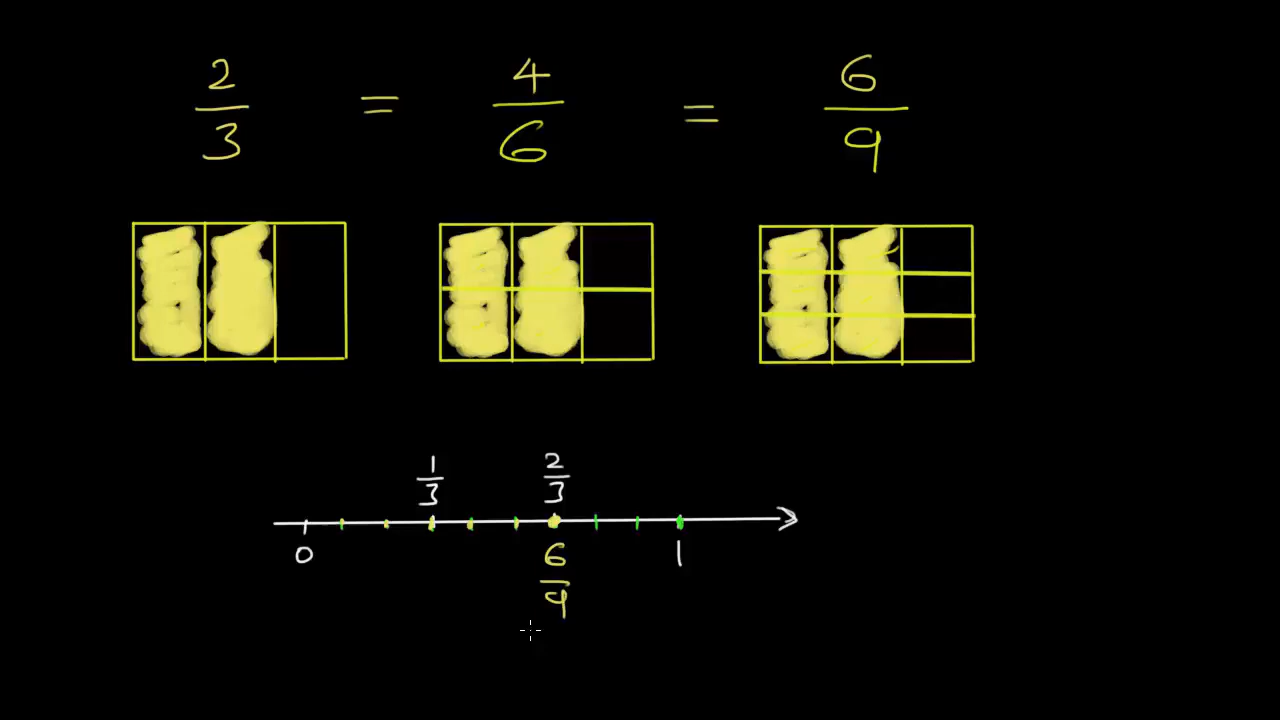 2/3 = 4/6 = 6/9
1/3 2/3
0 1
6/9